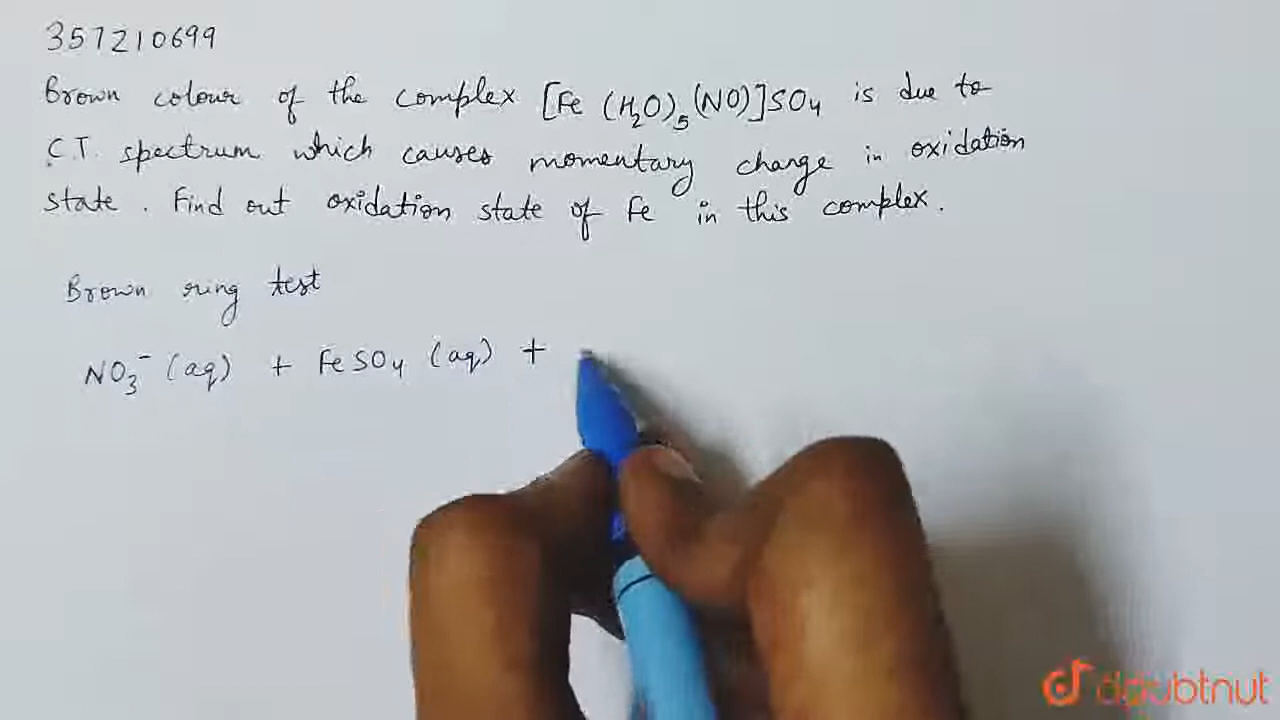 357210699
Brown colour of the complex [Fe (H₂O)₅(NO)]SO₄ is due to
C.T. spectrum which causes momentary change in oxidation
state. Find out oxidation state of Fe in this complex.
Brown ring test
NO₃⁻ (aq) + FeSO₄ (aq) +
doubtnut